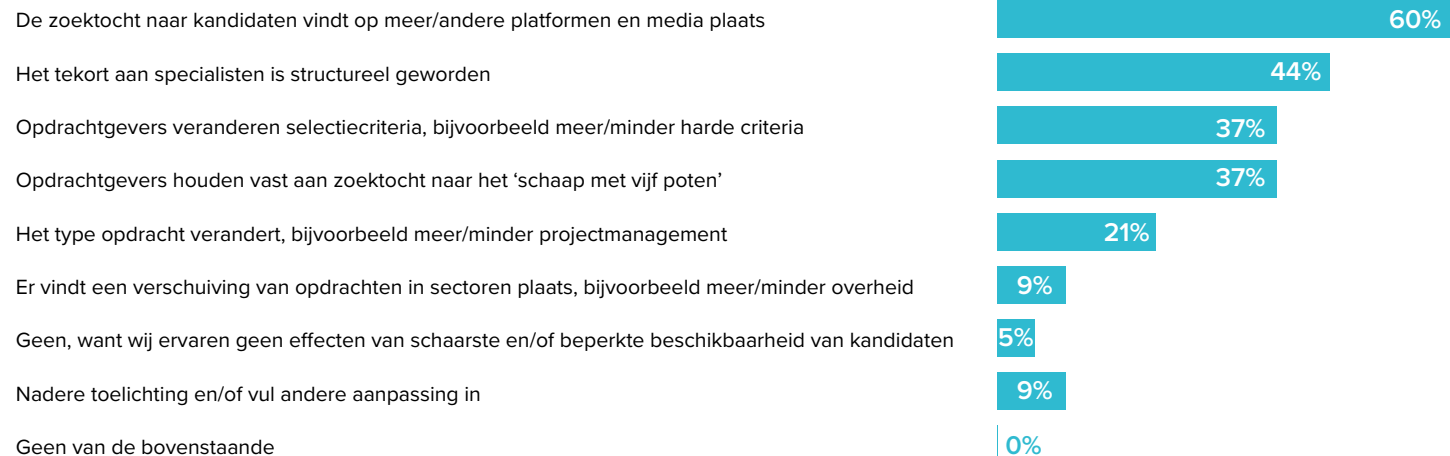 De zoektocht naar kandidaten vindt op meer/andere platformen en media plaats 60%
Het tekort aan specialisten is structureel geworden 44%
Opdrachtgevers veranderen selectiecriteria, bijvoorbeeld meer/minder harde criteria 37%
Opdrachtgevers houden vast aan zoektocht naar het ‘schaap met vijf poten’ 37%
Het type opdracht verandert, bijvoorbeeld meer/minder projectmanagement 21%
Er vindt een verschuiving van opdrachten in sectoren plaats, bijvoorbeeld meer/minder overheid 9%
Geen, want wij ervaren geen effecten van schaarste en/of beperkte beschikbaarheid van kandidaten 5%
Nadere toelichting en/of vul andere aanpassing in 9%
Geen van de bovenstaande 0%